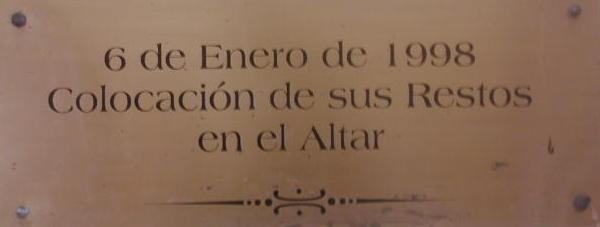 6 de Enero de 1998
Colocación de sus Restos
en el Altar